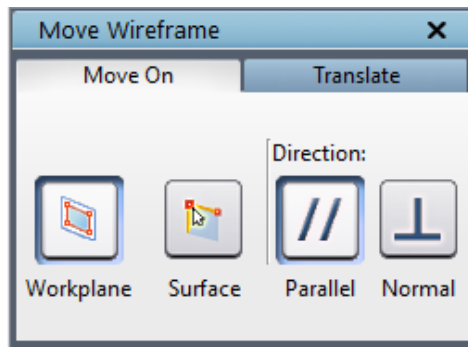 Move Wireframe
Move On Translate
Direction:
Workplane Surface Parallel Normal